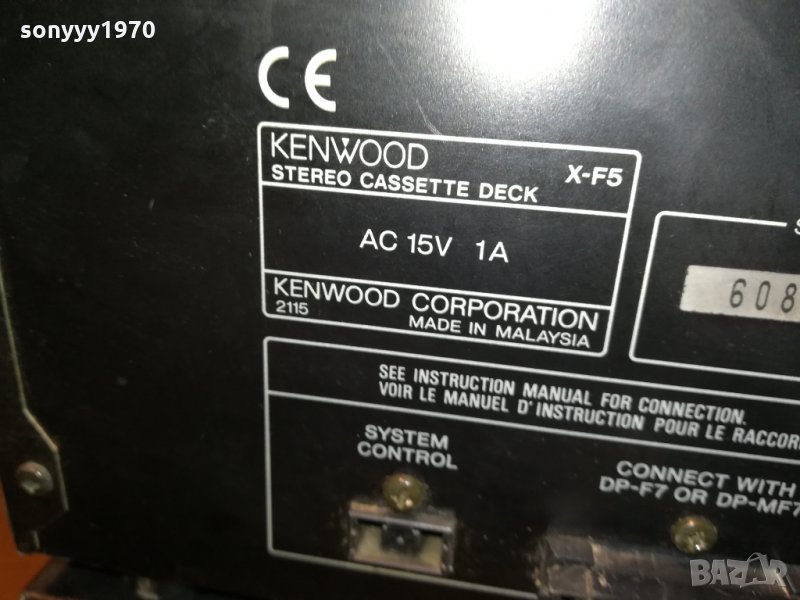 sonyyy1970
CE
KENWOOD
STEREO CASSETTE DECK X-F5
AC 15V 1A
KENWOOD CORPORATION
2115 MADE IN MALAYSIA
S
608
SEE INSTRUCTION MANUAL FOR CONNECTION.
VOIR LE MANUEL D'INSTRUCTION POUR LE RACCOR
SYSTEM
CONTROL
CONNECT WITH
DP-F7 OR DP-MF7
BAZAR